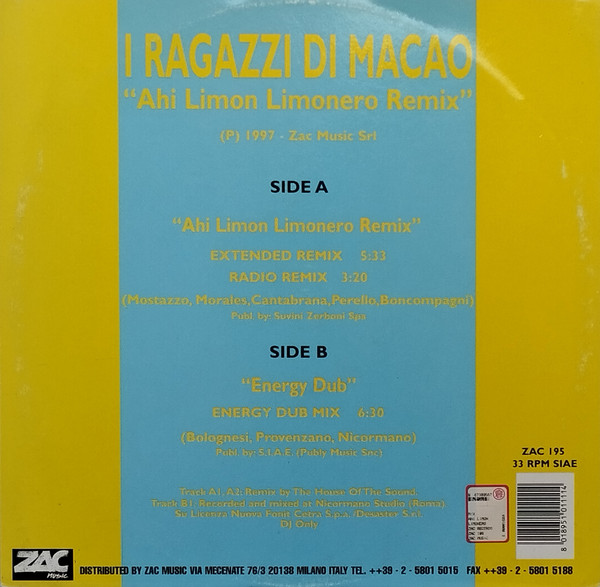 I RAGAZZI DI MACAO
“Ahi Limon Limonero Remix”
(P) 1997 - Zac Music Srl
SIDE A
“Ahi Limon Limonero Remix”
EXTENDED REMIX 5:33
RADIO REMIX 3:20
(Mostazzo, Morales,Cantabrana,Perello,Boncompagni)
Publ. by: Suvini Zerboni Spa
SIDE B
“Energy Dub”
ENERGY DUB MIX 6:30
(Bolognesi, Provenzano, Nicormano)
Publ. by: S.I.A.E. (Publy Music Snc)
Track A1, A2: Remix by The House Of The Sound.
Track B1: Recorded and mixed at Nicormano Studio (Roma)
Su Licenza Nuova Fonit Cetra S.p.a. /Desastex S.r.l.
DJ Only
ZAC 195
33 RPM SIAE
8 018951 011114
ZAC
MUSIC
DISTRIBUTED BY ZAC MUSIC VIA MECENATE 76/3 20138 MILANO ITALY TEL. ++39 - 2 - 5801 5015 FAX ++39 - 2 - 5801 5188